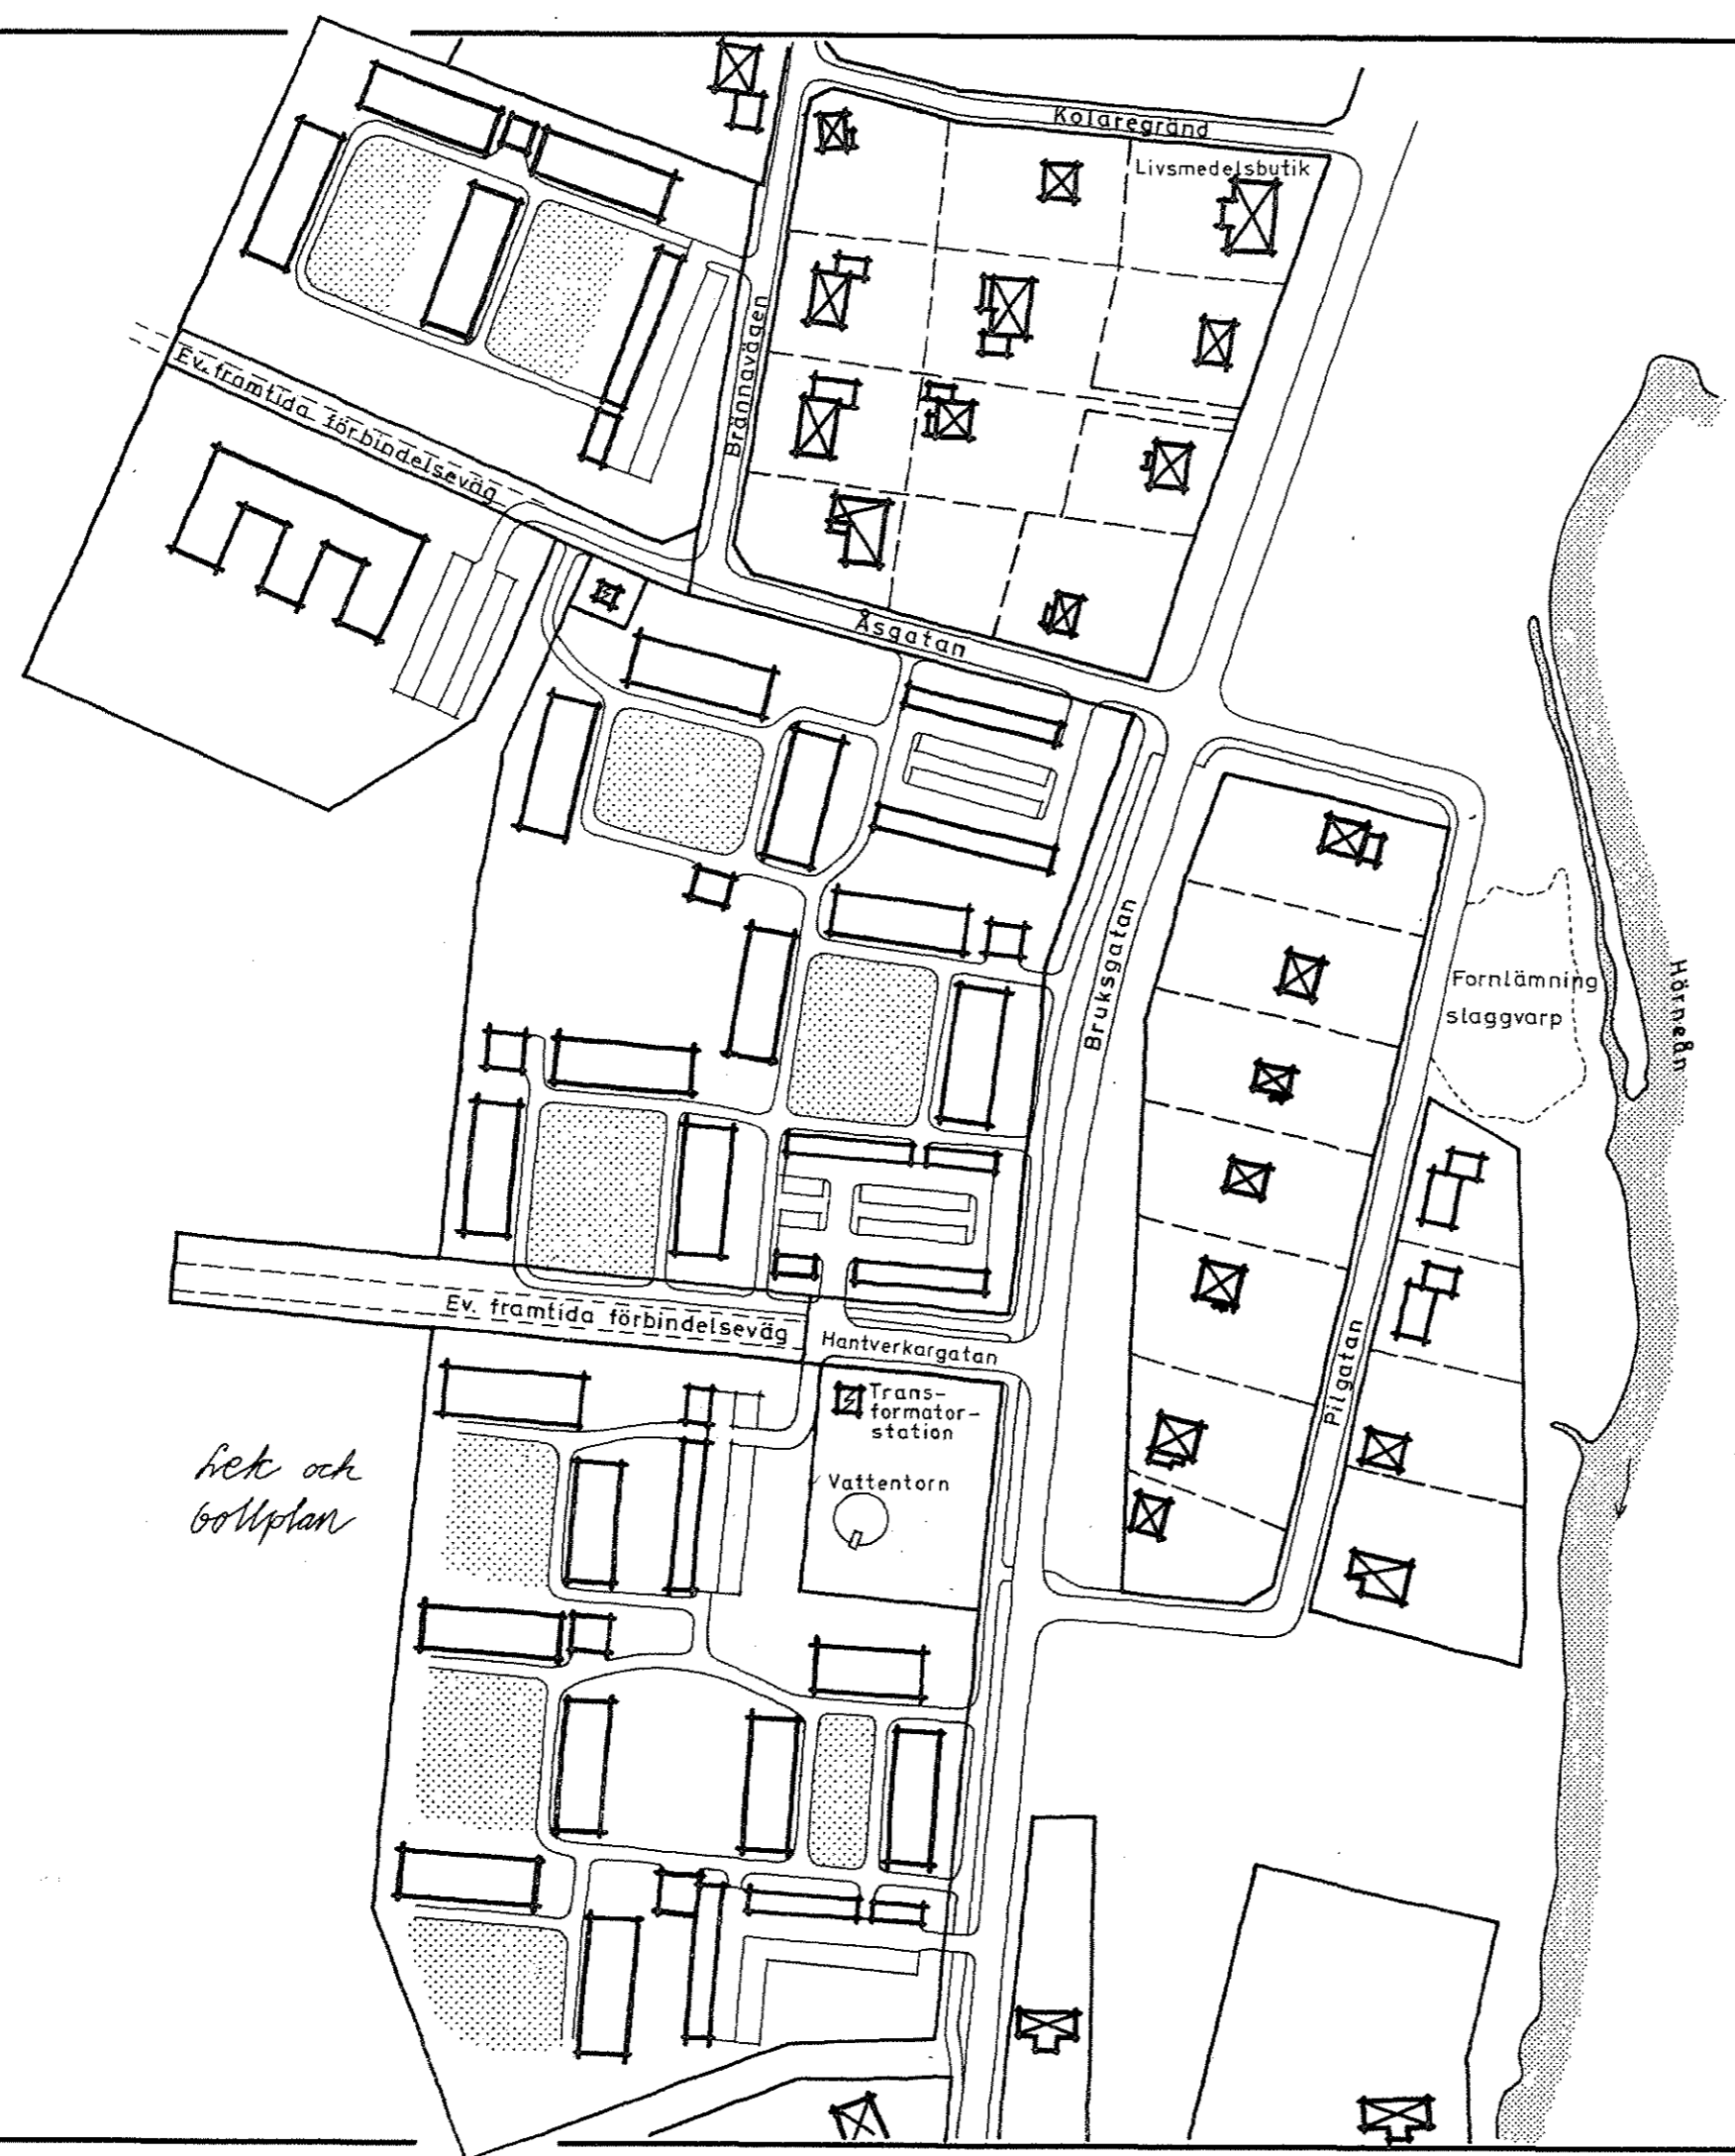 Kolaregränd
Livsmedelsbutik
Brännavägen
Ev. framtida förbindelseväg
Åsgatan
Bruksgatan
Fornlämning
slaggvarp
Hörneån
Ev. framtida förbindelseväg
Hantverkargatan
Pilgatan
Trans-
formator-
station
Vattentorn
Lek och
bollplan